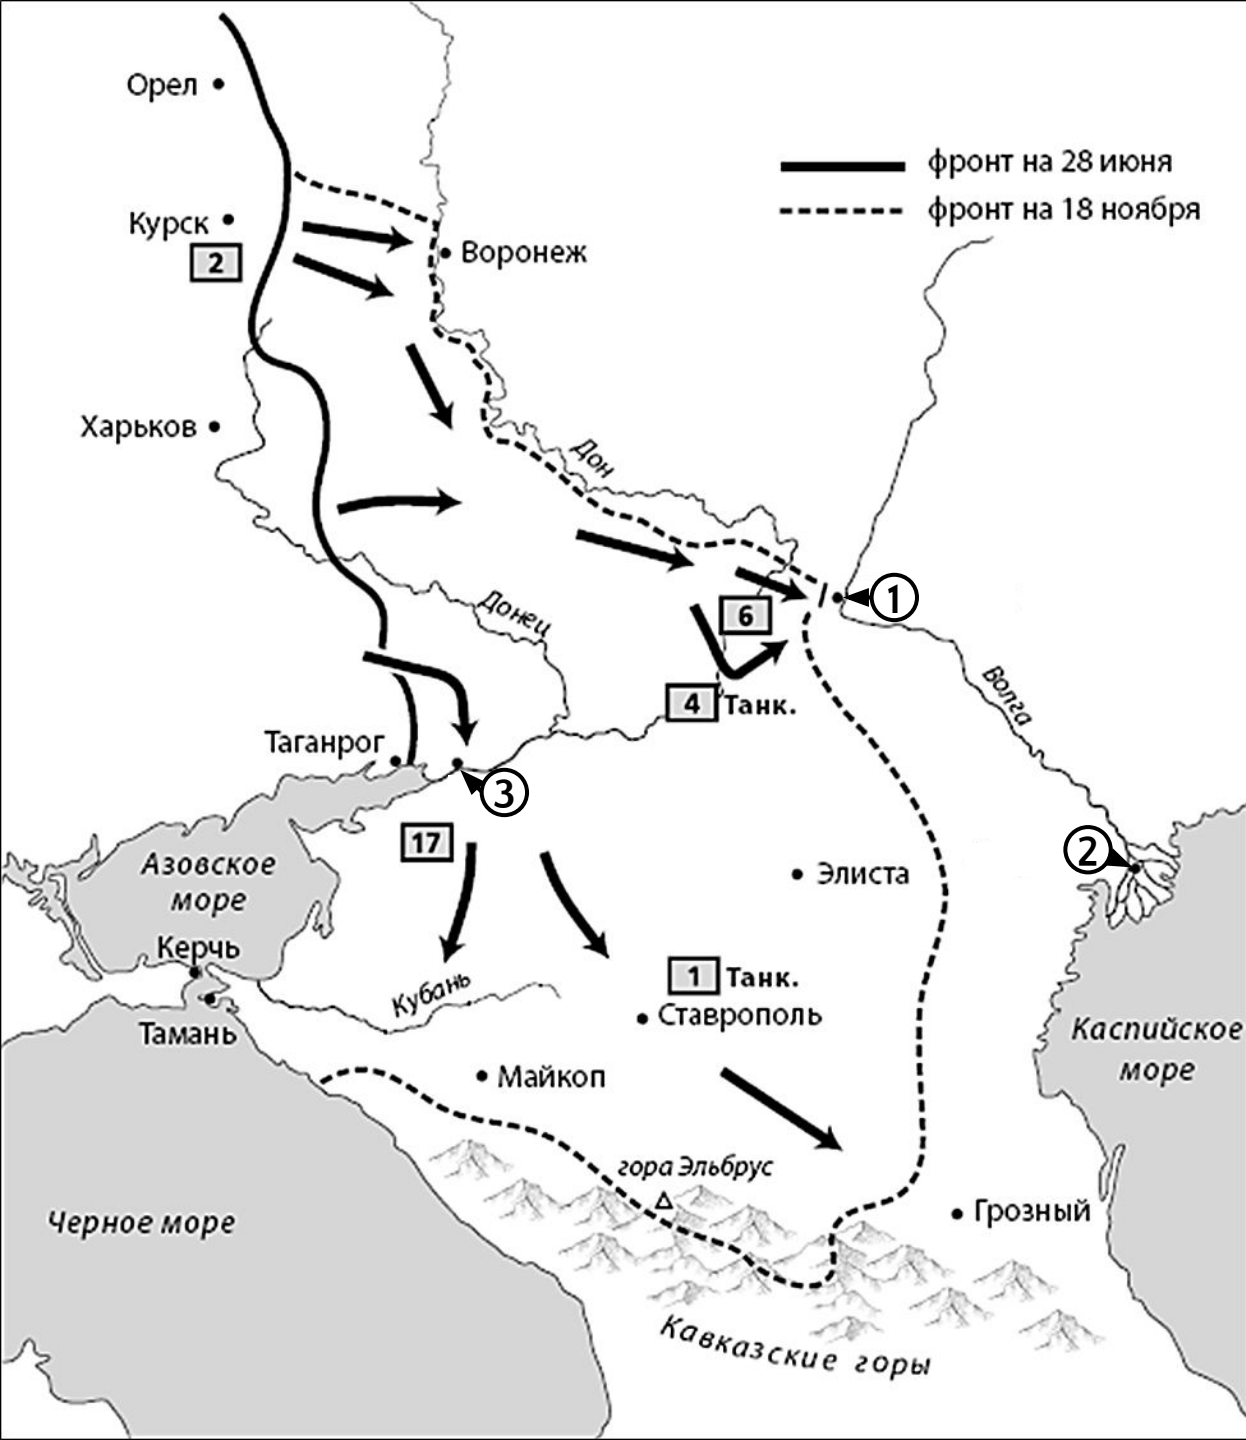 Орел
фронт на 28 июня
фронт на 18 ноября
Курск
2
Воронеж
Харьков
Дон
6
1
Донец
4 Танк.
Волга
Таганрог
3
17
2
Азовское
море
Элиста
Керчь
1 Танк.
Кубань
Ставрополь
Тамань
Каспийское
море
Майкоп
гора Эльбрус
Черное море
Грозный
Кавказские горы